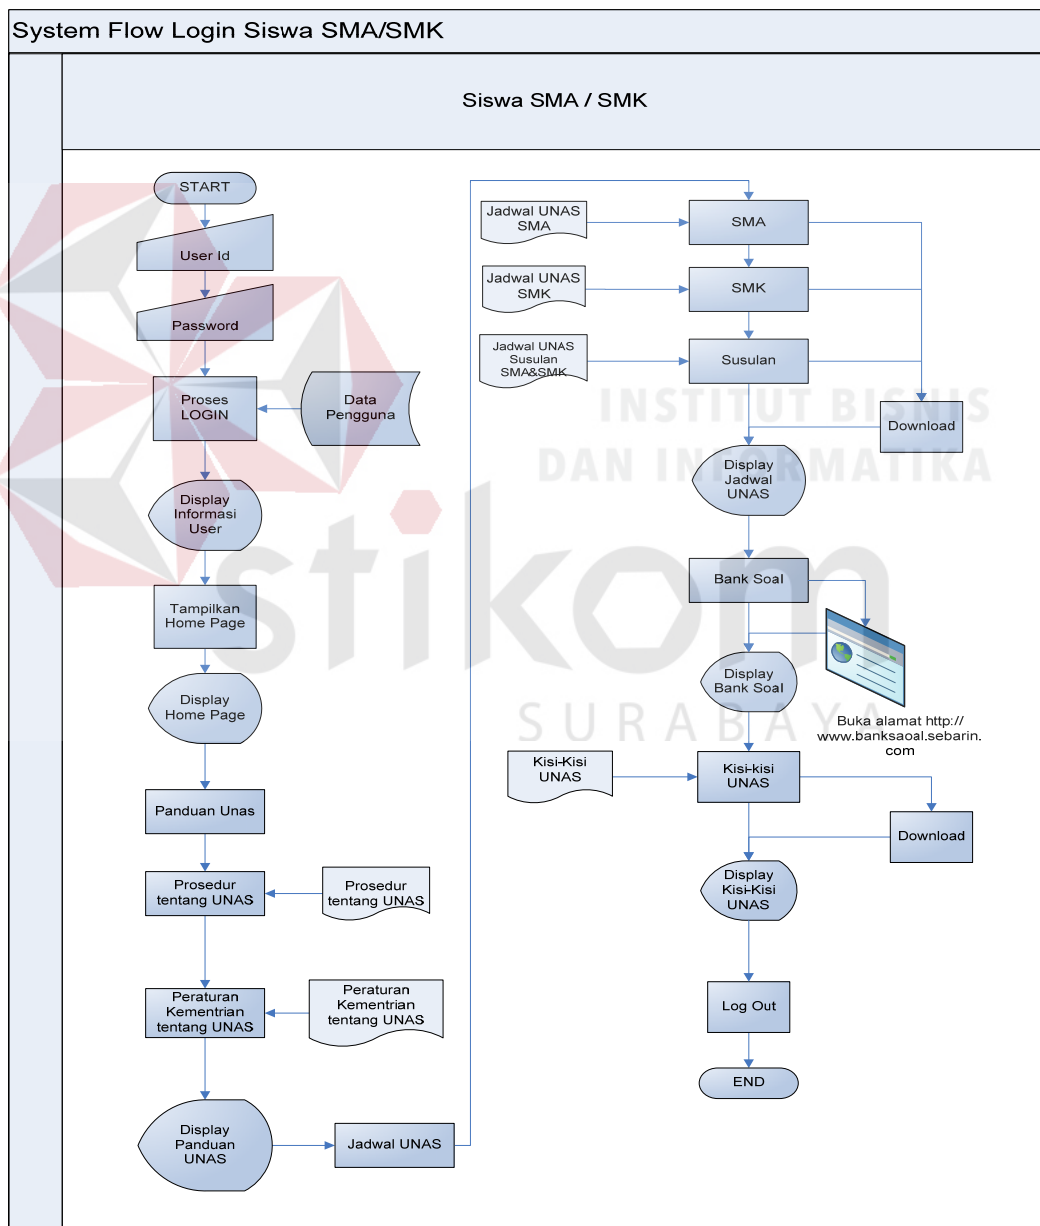 System Flow Login Siswa SMA/SMK
Siswa SMA / SMK
START
User Id
Password
Proses
LOGIN
Data
Pengguna
Display
Informasi
User
Tampilkan
Home Page
Display
Home Page
Panduan Unas
Prosedur
tentang UNAS
Prosedur
tentang UNAS
Peraturan
Kementrian
tentang UNAS
Peraturan
Kementrian
tentang UNAS
Display
Panduan
UNAS
Jadwal UNAS
Jadwal UNAS
SMA
SMA
Jadwal UNAS
SMK
SMK
Jadwal UNAS
Susulan
SMA&SMK
Susulan
Download
Display
Jadwal
UNAS
Bank Soal
Display
Bank Soal
Buka alamat http://
www.banksaoal.sebarin.
com
Kisi-Kisi
UNAS
Kisi-kisi
UNAS
Download
Display
Kisi-Kisi
UNAS
Log Out
END
INSTITUT BISNIS
DAN INFORMATIKA
stikom
SURABAYA